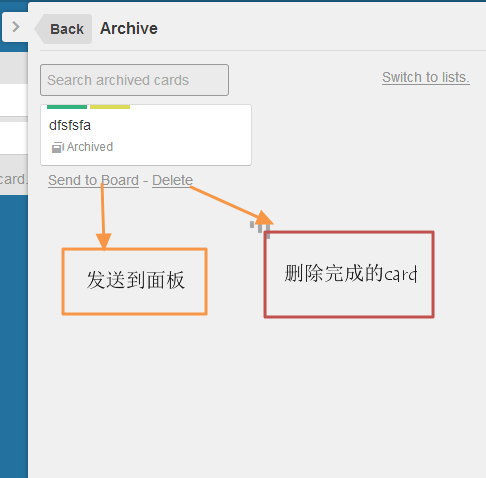 Back Archive
Search archived cards
Switch to lists.
dfsfsfa
Archived
card.
Send to Board - Delete
发送到面板
删除完成的card